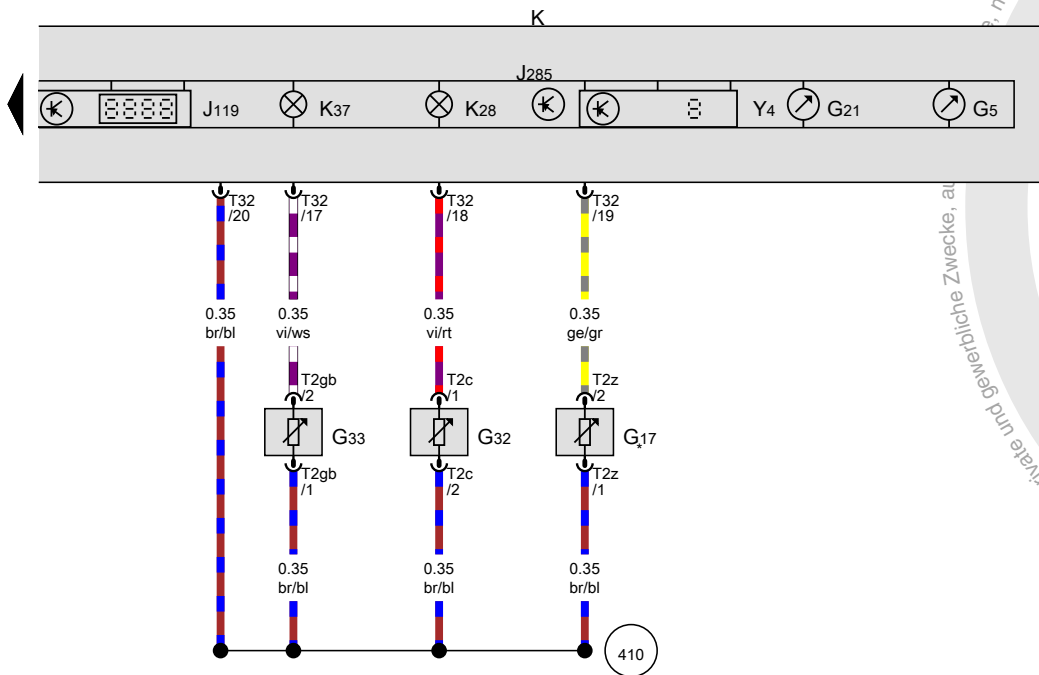 K
J285
J119
K37
K28
Y4
G21
G5
T32
/20
T32
/17
T32
/18
T32
/19
0.35
br/bl
0.35
vi/ws
0.35
vi/rt
0.35
ge/gr
T2gb
/2
T2c
/1
T2z
/2
G33
G32
G17
*
T2gb
/1
T2c
/2
T2z
/1
0.35
br/bl
0.35
br/bl
0.35
br/bl
410
rivate und gewerbliche Zwecke, au